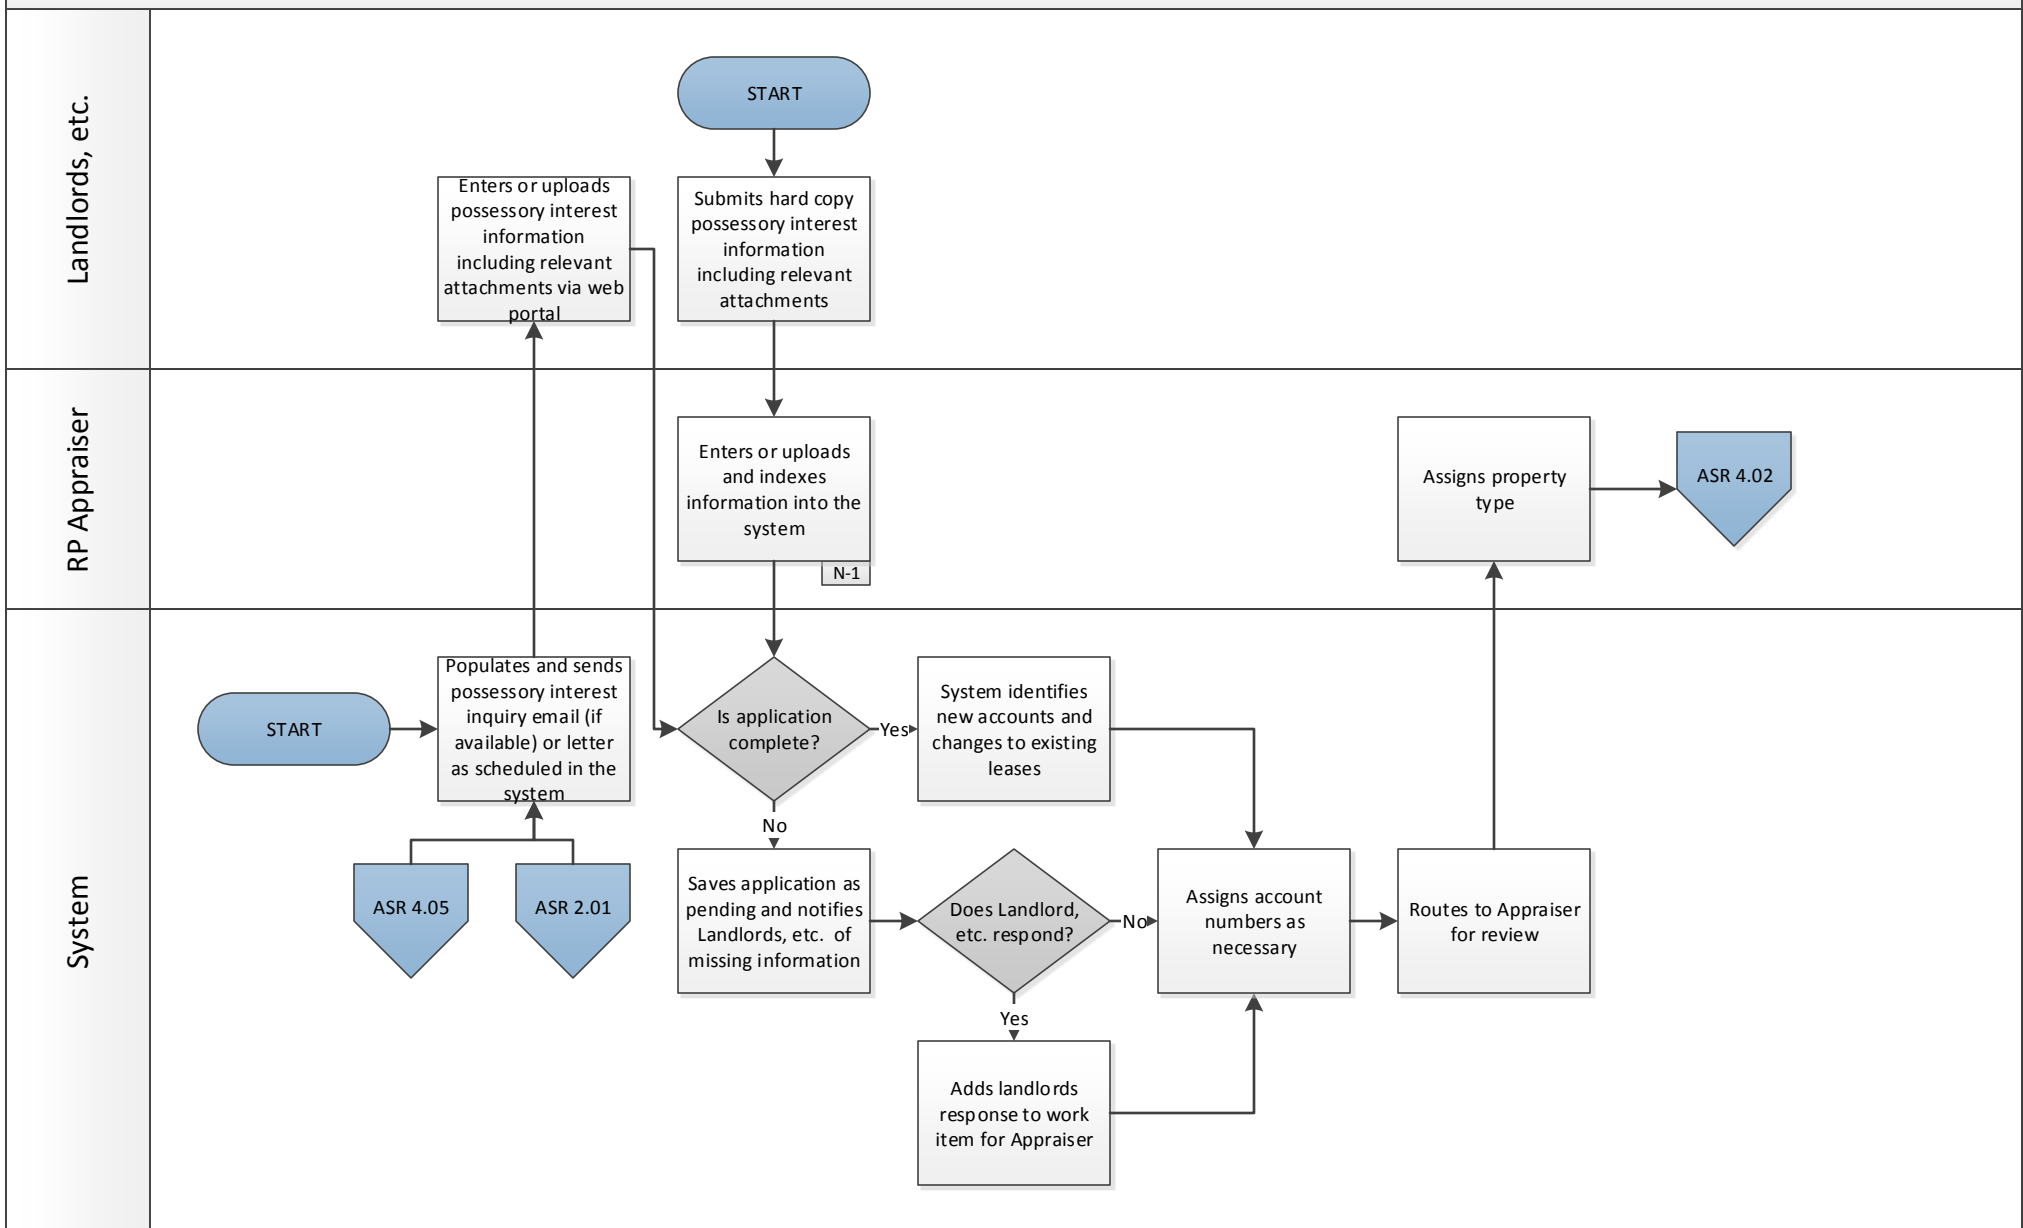 Landlords, etc.
START
Enters or uploads
possessory interest
information
including relevant
attachments via web
portal
Submits hard copy
possessory interest
information
including relevant
attachments
RP Appraiser
Enters or uploads
and indexes
information into the
system
N-1
Assigns property
type
ASR 4.02
System
START
Populates and sends
possessory interest
inquiry email (if
available) or letter
as scheduled in the
system
Is application
complete?
Yes
System identifies
new accounts and
changes to existing
leases
No
ASR 4.05
ASR 2.01
Saves application as
pending and notifies
Landlords, etc. of
missing information
Does Landlord,
etc. respond?
No
Assigns account
numbers as
necessary
Routes to Appraiser
for review
Yes
Adds landlords
response to work
item for Appraiser